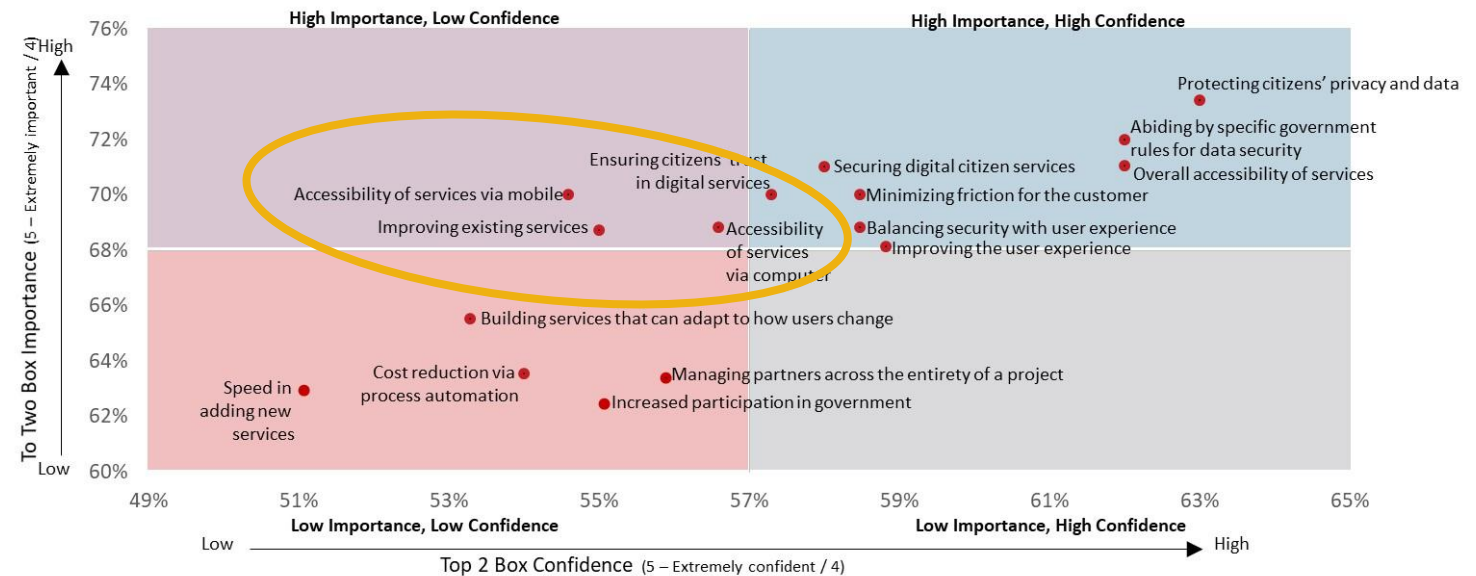 High Importance, Low Confidence
High Importance, High Confidence
To Two Box Importance (5 – Extremely important / 4)
High
Low
76%
74%
72%
70%
68%
66%
64%
62%
60%
Protecting citizens’ privacy and data
Abiding by specific government
rules for data security
Overall accessibility of services
Securing digital citizen services
Ensuring citizens’ trust
in digital services
Accessibility of services via mobile
Minimizing friction for the customer
Improving existing services
Accessibility
of services
via computer
Balancing security with user experience
Improving the user experience
Building services that can adapt to how users change
Cost reduction via
process automation
Managing partners across the entirety of a project
Speed in
adding new
services
Increased participation in government
49%
51%
53%
55%
57%
59%
61%
63%
65%
Low Importance, Low Confidence
Low Importance, High Confidence
Low
High
Top 2 Box Confidence (5 – Extremely confident / 4)